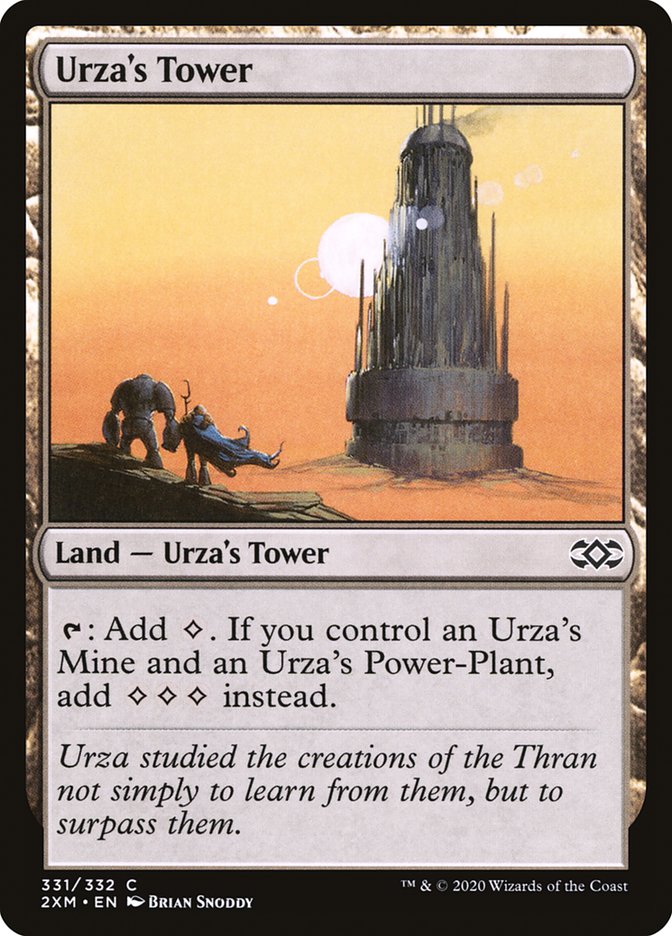 Urza's Tower
Land — Urza's Tower
: Add . If you control an Urza's
Mine and an Urza's Power-Plant,
add instead.
Urza studied the creations of the Thran
not simply to learn from them, but to
surpass them.
331/332 C
™ & © 2020 Wizards of the Coast
2XM • EN Brian Snoddy